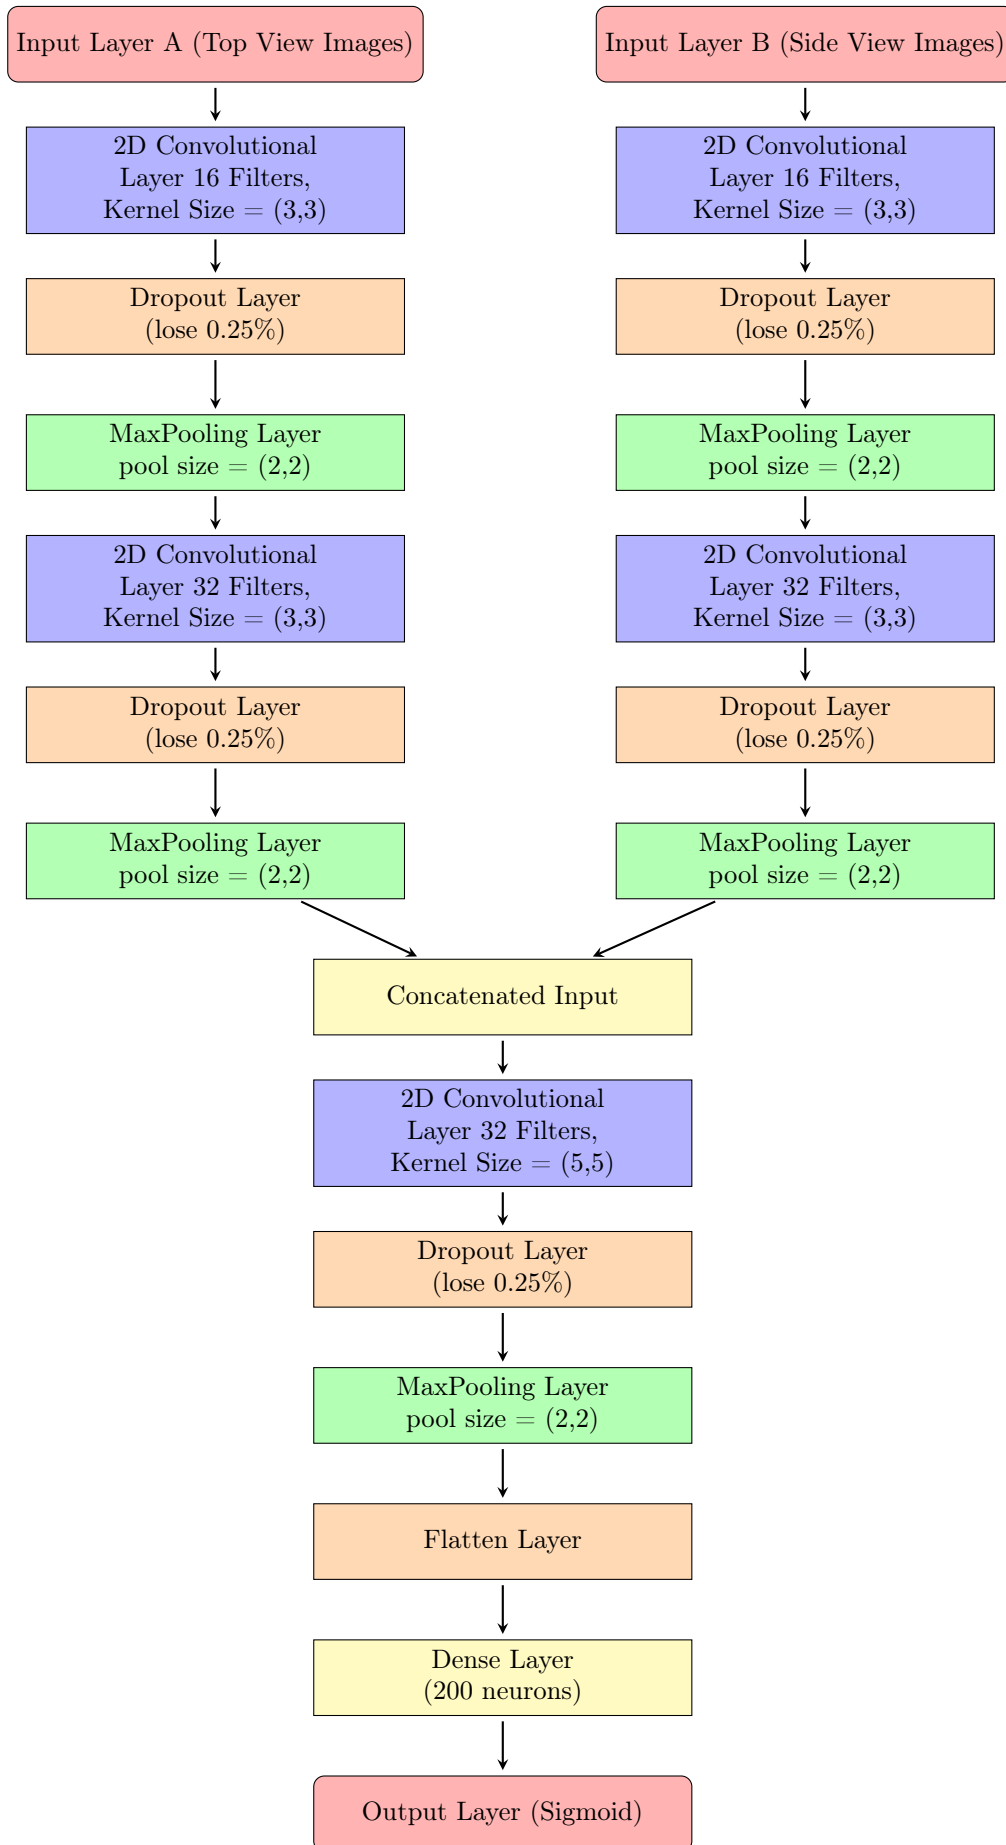 Input Layer A (Top View Images)
2D Convolutional
Layer 16 Filters,
Kernel Size = (3,3)
Dropout Layer
(lose 0.25%)
MaxPooling Layer
pool size = (2,2)
2D Convolutional
Layer 32 Filters,
Kernel Size = (3,3)
Dropout Layer
(lose 0.25%)
MaxPooling Layer
pool size = (2,2)
Input Layer B (Side View Images)
2D Convolutional
Layer 16 Filters,
Kernel Size = (3,3)
Dropout Layer
(lose 0.25%)
MaxPooling Layer
pool size = (2,2)
2D Convolutional
Layer 32 Filters,
Kernel Size = (3,3)
Dropout Layer
(lose 0.25%)
MaxPooling Layer
pool size = (2,2)
Concatenated Input
2D Convolutional
Layer 32 Filters,
Kernel Size = (5,5)
Dropout Layer
(lose 0.25%)
MaxPooling Layer
pool size = (2,2)
Flatten Layer
Dense Layer
(200 neurons)
Output Layer (Sigmoid)